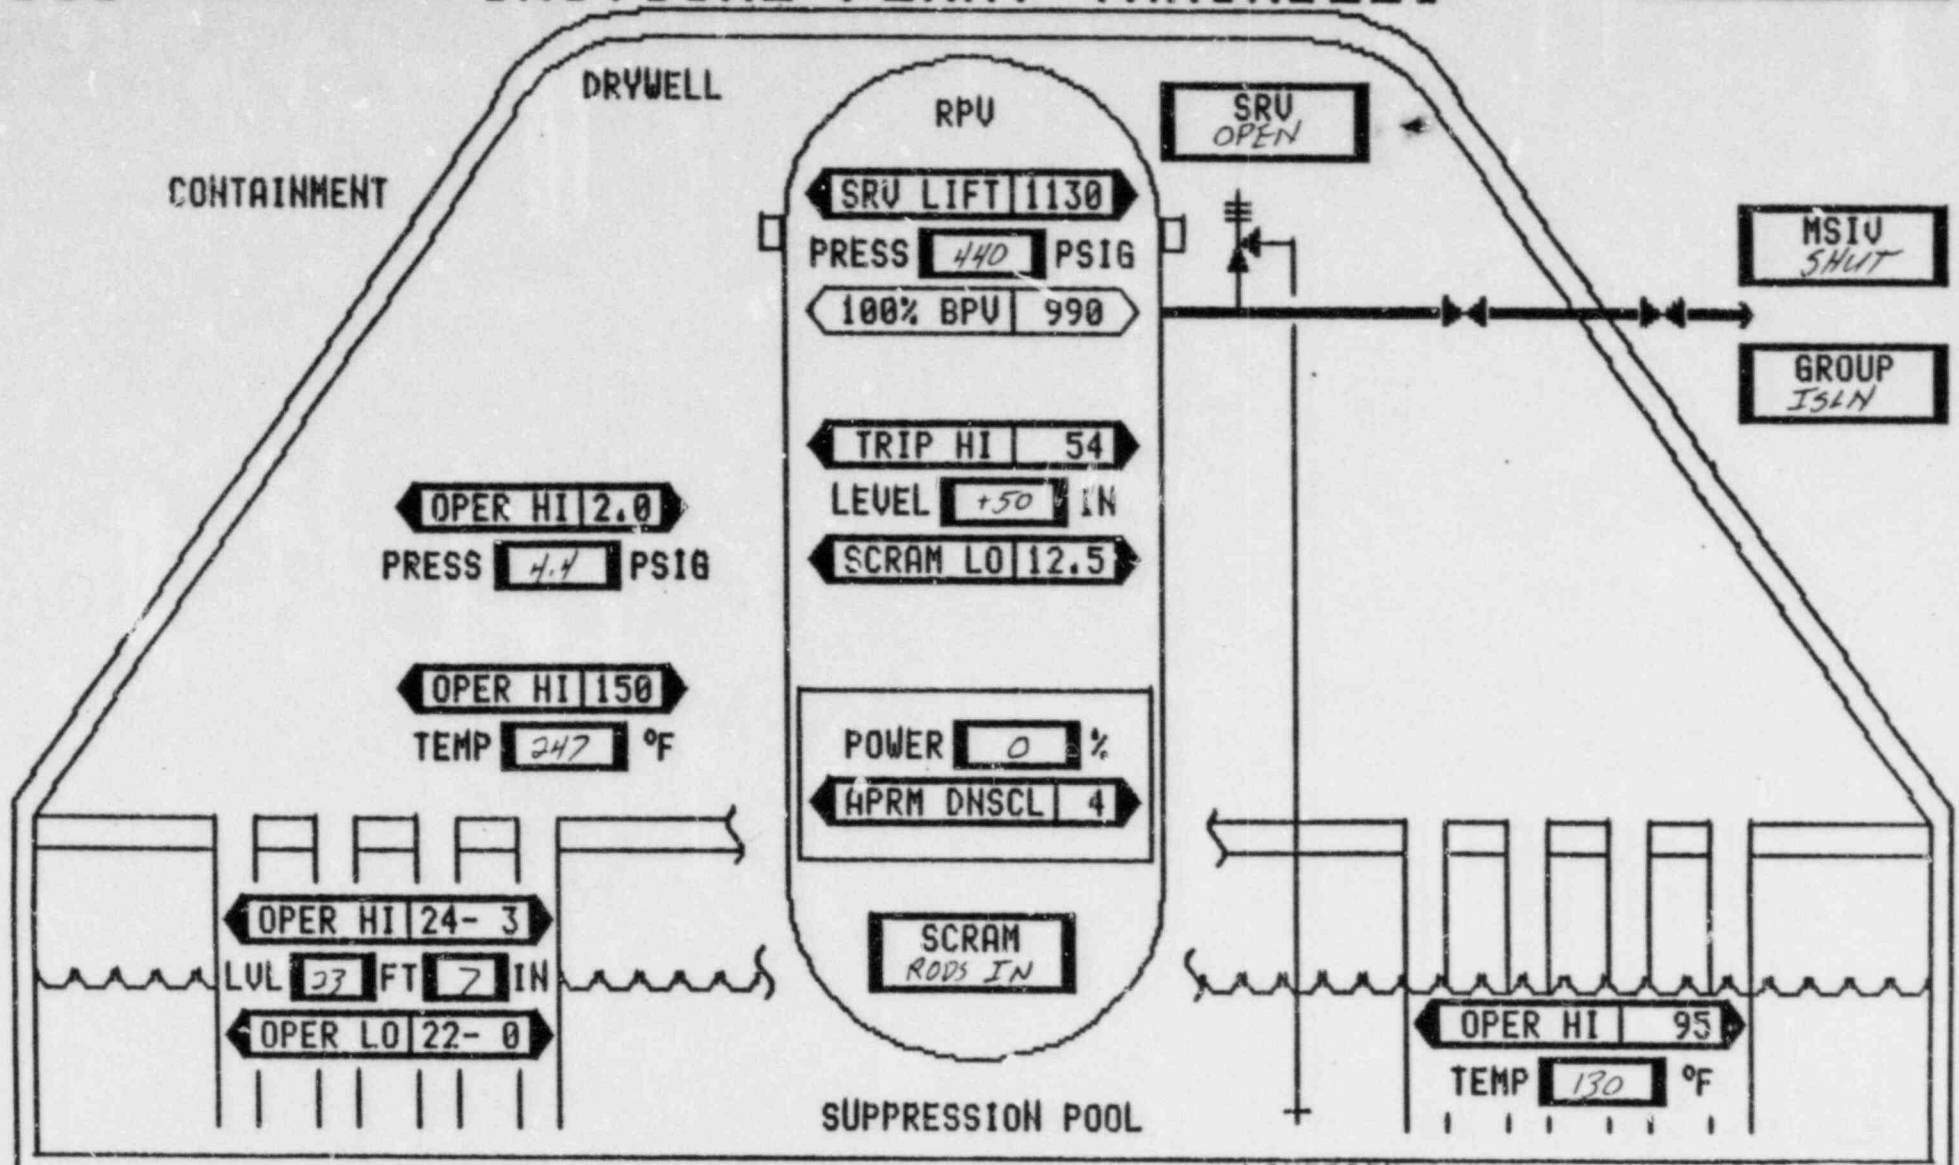 DRYWELL
RPV
SRV
OPEN
CONTAINMENT
SRV LIFT 1130
PRESS 440 PSIG
100% BPV 990
MSIV
SHUT
GROUP
ISLN
TRIP HI 54
LEVEL +50 IN
SCRAM LO 12.5
OPER HI 2.0
PRESS 4.4 PSIG
OPER HI 150
TEMP 247 °F
POWER 0 %
APRM DNSCL 4
OPER HI 24- 3
LVL 23 FT 7 IN
OPER LO 22- 0
SCRAM
RODS IN
OPER HI 95
TEMP 130 °F
SUPPRESSION POOL